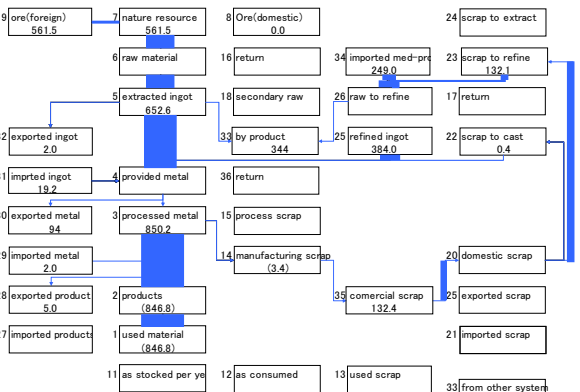 9 ore(foreign)
561.5
7 nature resource
561.5
8 Ore(domestic)
0.0
24 scrap to extract
6 raw material
16 return
34 imported med-pro
249.0
23 scrap to refine
132.1
5 extracted ingot
652.6
18 secondary raw
26 raw to refine
17 return
32 exported ingot
2.0
33 by product
344
25 refined ingot
384.0
22 scrap to cast
0.4
31 imprted ingot
19.2
4 provided metal
36 return
30 exported metal
94
3 processed metal
850.2
15 process scrap
29 imported metal
2.0
14 manufacturing scrap
(3.4)
20 domestic scrap
28 exported product
5.0
2 products
(846.8)
35 comercial scrap
132.4
25 exported scrap
27 imported products
1 used material
(846.8)
21 imported scrap
11 as stocked per ye
12 as consumed
13 used scrap
33 from other system